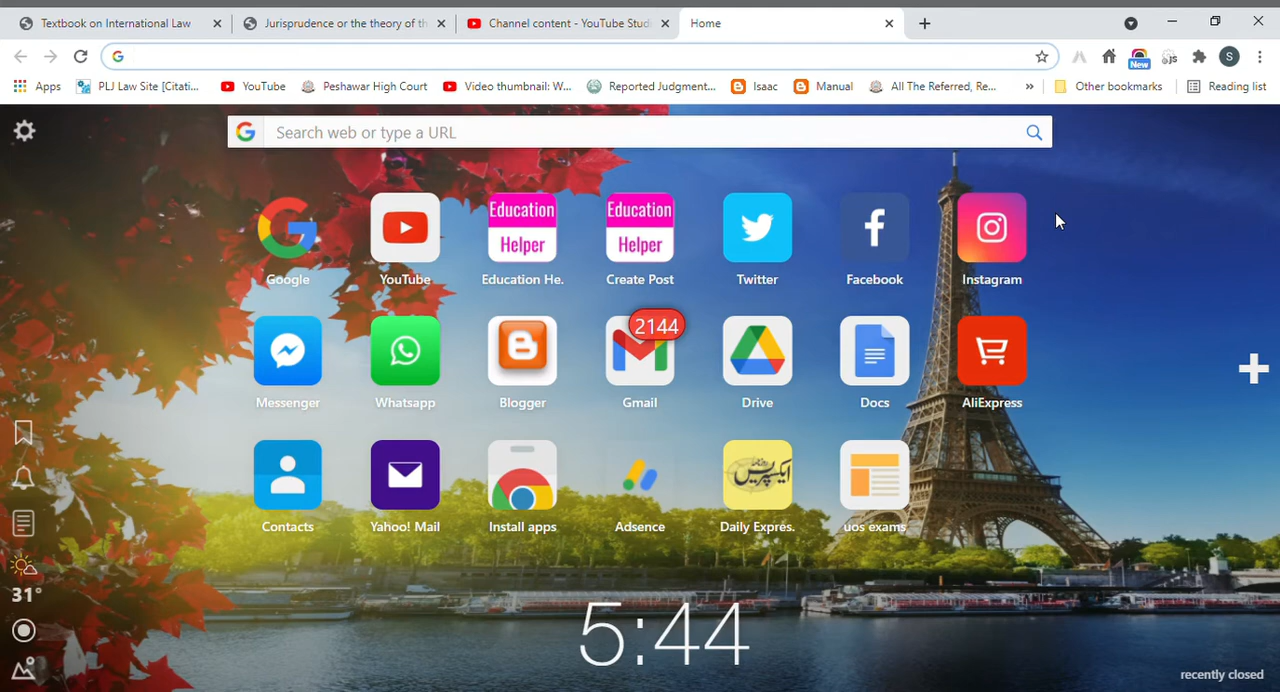 Textbook on International Law
Jurisprudence or the theory of th
Channel content - YouTube Studi
Home
New
js
S
Apps
PLJ Law Site [Citati...
YouTube
Peshawar High Court
Video thumbnail: W...
Reported Judgment...
Isaac
Manual
All The Referred, Re...
»
Other bookmarks
Reading list
Search web or type a URL
Education
Helper
Education
Helper
Google
YouTube
Education He.
Create Post
Twitter
Facebook
Instagram
2144
Messenger
Whatsapp
Blogger
Gmail
Drive
Docs
AliExpress
روزنامہ ایکسپریس
Contacts
Yahoo! Mail
Install apps
Adsence
Daily Expres.
uos exams
31°
5:44
recently closed